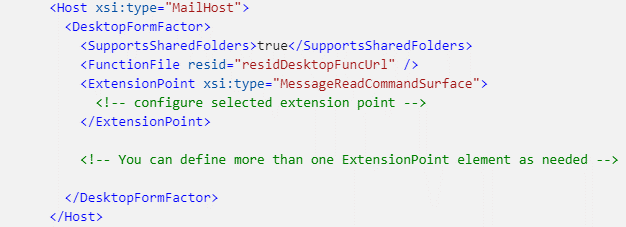 <Host xsi:type="MailHost">
<DesktopFormFactor>
<SupportsSharedFolders>true</SupportsSharedFolders>
<FunctionFile resid="residDesktopFuncUrl" />
<ExtensionPoint xsi:type="MessageReadCommandSurface">
<!-- configure selected extension point -->
</ExtensionPoint>
<!-- You can define more than one ExtensionPoint element as needed -->
</DesktopFormFactor>
</Host>